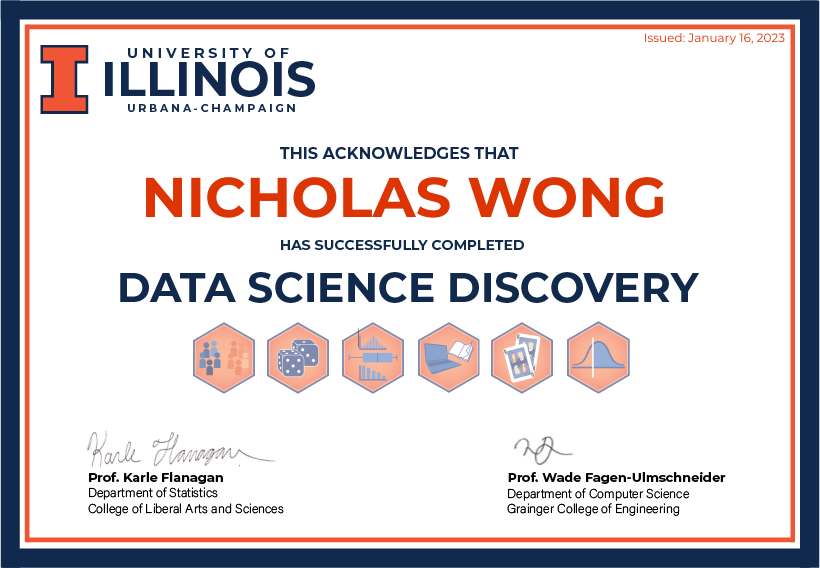 Issued: January 16, 2023
UNIVERSITY OF
ILLINOIS
URBANA-CHAMPAIGN
THIS ACKNOWLEDGES THAT
NICHOLAS WONG
HAS SUCCESSFULLY COMPLETED
DATA SCIENCE DISCOVERY
Karle Flanagan
Prof. Karle Flanagan
Department of Statistics
College of Liberal Arts and Sciences
Prof. Wade Fagen-Ulmschneider
Department of Computer Science
Grainger College of Engineering